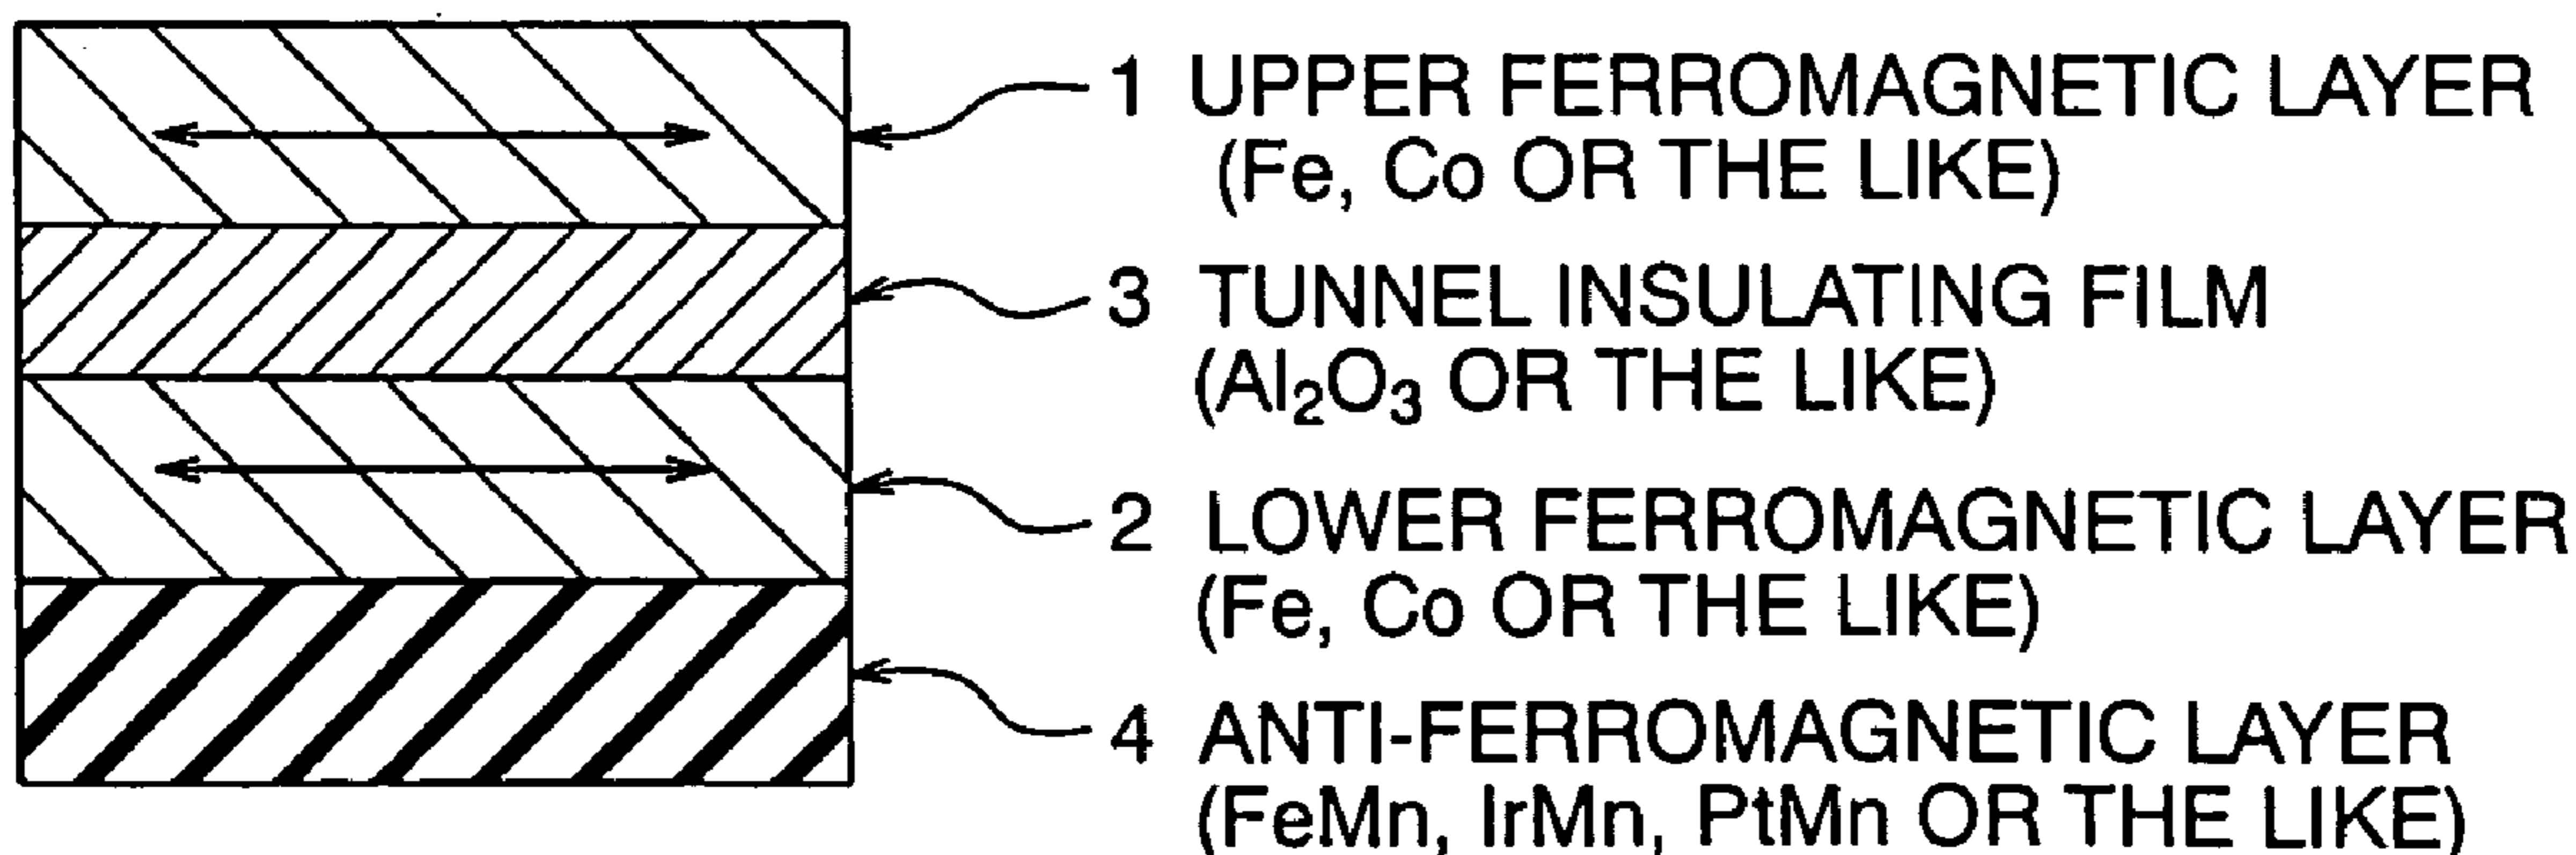 1 UPPER FERROMAGNETIC LAYER
(Fe, Co OR THE LIKE)
3 TUNNEL INSULATING FILM
(Al₂O₃ OR THE LIKE)
2 LOWER FERROMAGNETIC LAYER
(Fe, Co OR THE LIKE)
4 ANTI-FERROMAGNETIC LAYER
(FeMn, IrMn, PtMn OR THE LIKE)